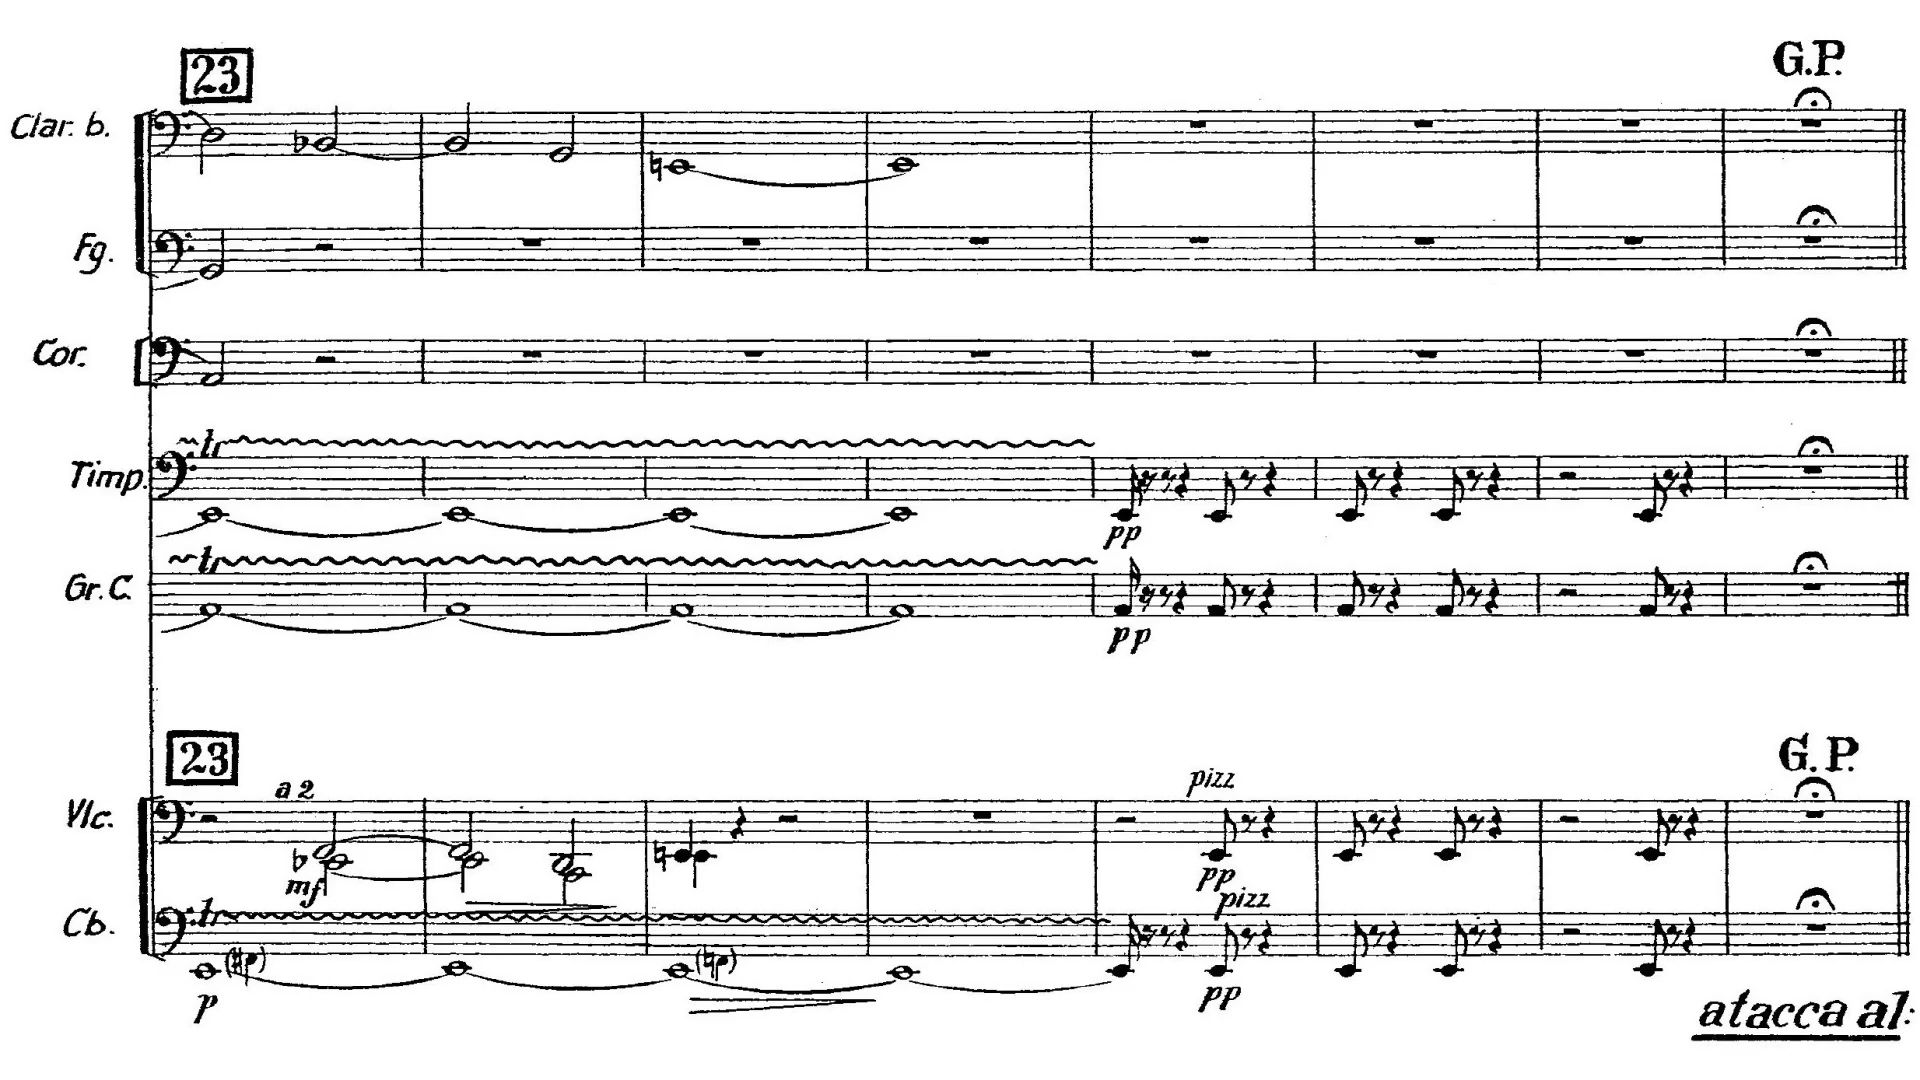 23
G.P.
Clar. b.
Fg.
Cor.
tr
Timp.
pp
tr
Gr. C.
pp
23
G. P.
a 2
pizz
Vlc.
mf
pp
pizz
tr
Cb.
p
pp
atacca al: